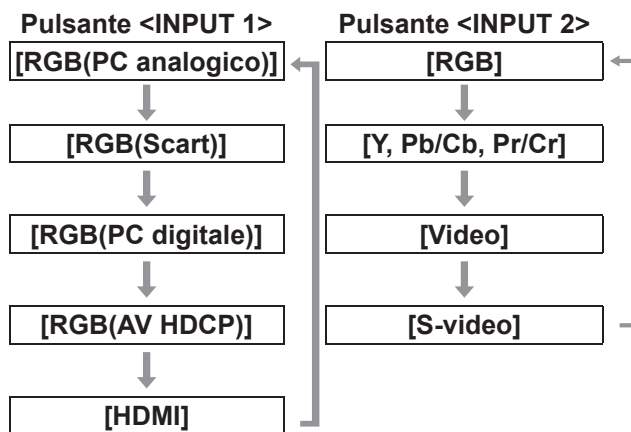 Pulsante <INPUT 1>
[RGB(PC analogico)]
[RGB(Scart)]
[RGB(PC digitale)]
[RGB(AV HDCP)]
[HDMI]
Pulsante <INPUT 2>
[RGB]
[Y, Pb/Cb, Pr/Cr]
[Video]
[S-video]